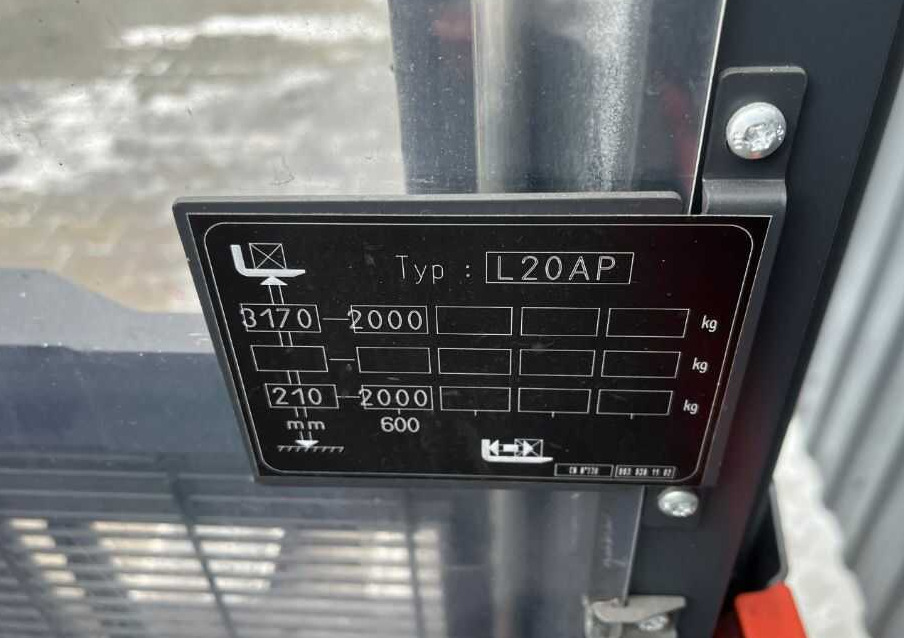 Typ : L20AP
3170 2000 kg
kg
210 2000 kg
mm 600